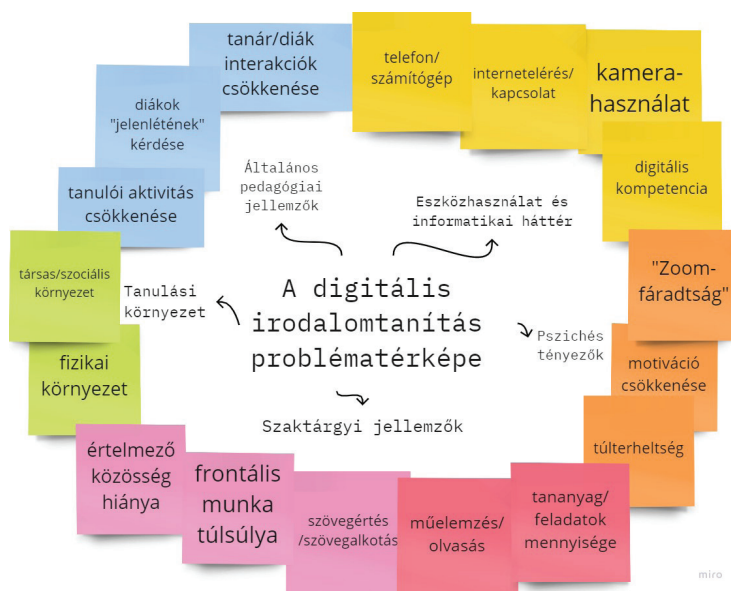 tanár/diák
interakciók
csökkenése
telefon/
számítógép
internetelérés/
kapcsolat
kamera-
használat
diákok
"jelenlétének"
kérdése
digitális
kompetencia
tanulói aktivitás
csökkenése
Általános
pedagógiai
jellemzők
Eszközhasználat és
informatikai háttér
társas/szociális
környezet
Tanulási
környezet
A digitális
irodalomtanítás
problématérképe
"Zoom-
fáradtság"
Pszichés
tényezők
fizikai
környezet
motiváció
csökkenése
Szaktárgyi jellemzők
túlterheltség
értelmező
közösség
hiánya
frontális
munka
túlsúlya
szövegértés
/szövegalkotás
műelemzés/
olvasás
tananyag/
feladatok
mennyisége
miro